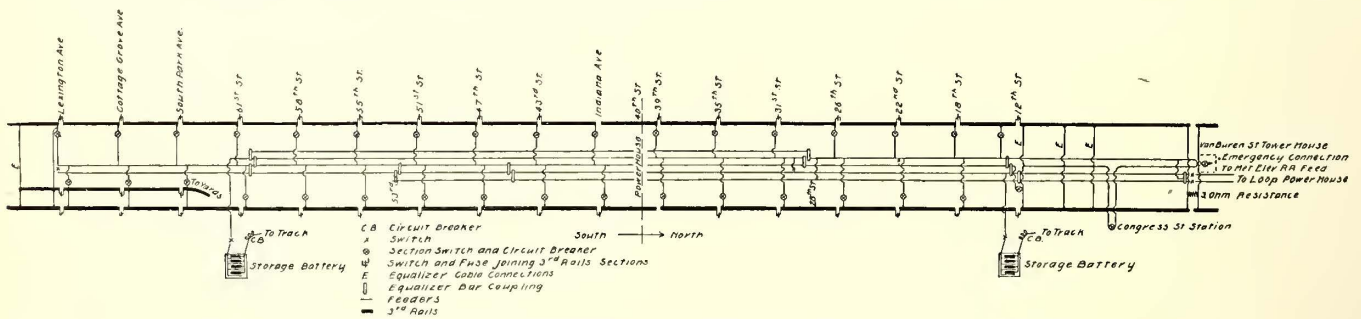 Lexington Ave
Cottage Grove Ave
South Park Ave.
61st St
58th St
55th St.
51st St
47th St
43rd St.
Indiana Ave
40th St
39th St.
35th St
31st St
26th St
22nd St
18th St
12th St
E
To Yards
53rd
Power House
28th St
E
E
E
Van Buren St Tower House
Emergency Connection
To Met Elev RR Feed
To Loop Power House
2 Ohm Resistance
Congress St Station
To Track
CB.
Storage Battery
South
North
To Track
CB.
Storage Battery
CB Circuit Breaker
x Switch
Section Switch and Circuit Breaker
Switch and Fuse Joining 3rd Rails Sections
E Equalizer Cable Connections
Equalizer Bar Coupling
Feeders
3rd Rails